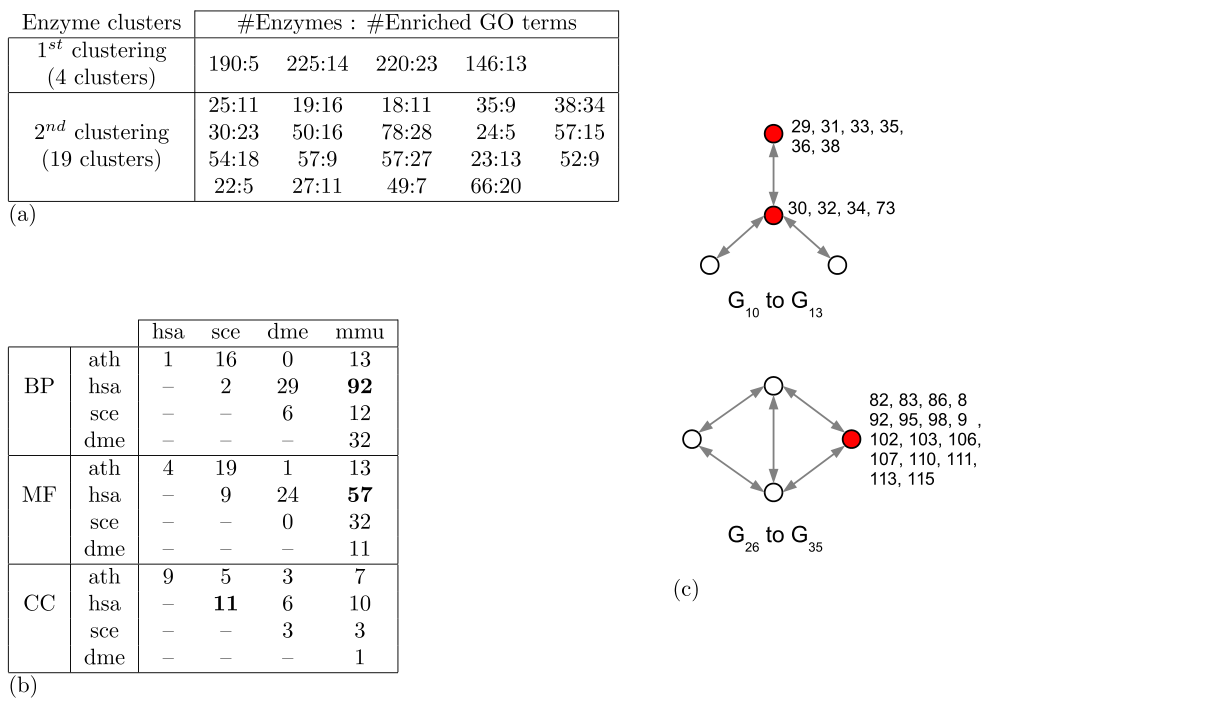 Enzyme clusters #Enzymes : #Enriched GO terms
1st clustering
(4 clusters)
190:5 225:14 220:23 146:13
2nd clustering
(19 clusters)
25:11 19:16 18:11 35:9 38:34
30:23 50:16 78:28 24:5 57:15
54:18 57:9 57:27 23:13 52:9
22:5 27:11 49:7 66:20
(a)
hsa sce dme mmu
BP
ath 1 16 0 13
hsa – 2 29 92
sce – – 6 12
dme – – – 32
MF
ath 4 19 1 13
hsa – 9 24 57
sce – – 0 32
dme – – – 11
CC
ath 9 5 3 7
hsa – 11 6 10
sce – – 3 3
dme – – – 1
(b)
29, 31, 33, 35,
36, 38
30, 32, 34, 73
G10 to G13
82, 83, 86, 8
92, 95, 98, 9 ,
102, 103, 106,
107, 110, 111,
113, 115
G26 to G35
(c)